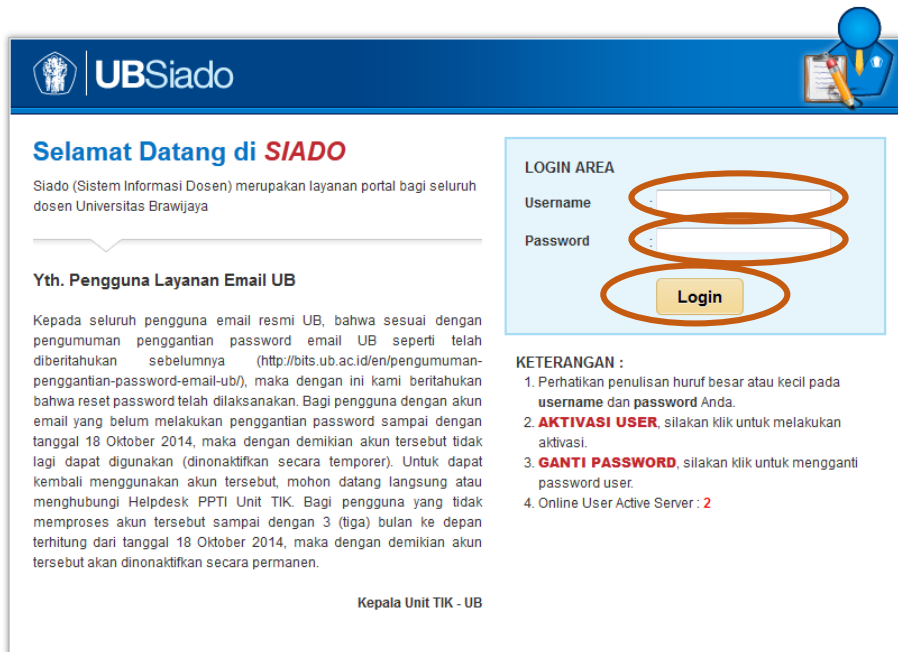 UBSiado
Selamat Datang di SIADO
Siado (Sistem Informasi Dosen) merupakan layanan portal bagi seluruh
dosen Universitas Brawijaya
Yth. Pengguna Layanan Email UB
Kepada seluruh pengguna email resmi UB, bahwa sesuai dengan
pengumuman penggantian password email UB seperti telah
diberitahukan sebelumnya (http://bits.ub.ac.id/en/pengumuman-
penggantian-password-email-ub/), maka dengan ini kami beritahukan
bahwa reset password telah dilaksanakan. Bagi pengguna dengan akun
email yang belum melakukan penggantian password sampai dengan
tanggal 18 Oktober 2014, maka dengan demikian akun tersebut tidak
lagi dapat digunakan (dinonaktifkan secara temporer). Untuk dapat
kembali menggunakan akun tersebut, mohon datang langsung atau
menghubungi Helpdesk PPTI Unit TIK. Bagi pengguna yang tidak
memproses akun tersebut sampai dengan 3 (tiga) bulan ke depan
terhitung dari tanggal 18 Oktober 2014, maka dengan demikian akun
tersebut akan dinonaktifkan secara permanen.
Kepala Unit TIK - UB
LOGIN AREA
Username :
Password :
Login
KETERANGAN :
1. Perhatikan penulisan huruf besar atau kecil pada
username dan password Anda.
2. AKTIVASI USER, silakan klik untuk melakukan
aktivasi.
3. GANTI PASSWORD, silakan klik untuk mengganti
password user.
4. Online User Active Server : 2